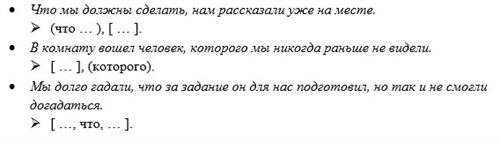 • Что мы должны сделать, нам рассказали уже на месте.
➢ (что … ), [ … ].
• В комнату вошел человек, которого мы никогда раньше не видели.
➢ [ … ], (которого).
• Мы долго гадали, что за задание он для нас подготовил, но так и не смогли
догадаться.
➢ [ …, что, … ].